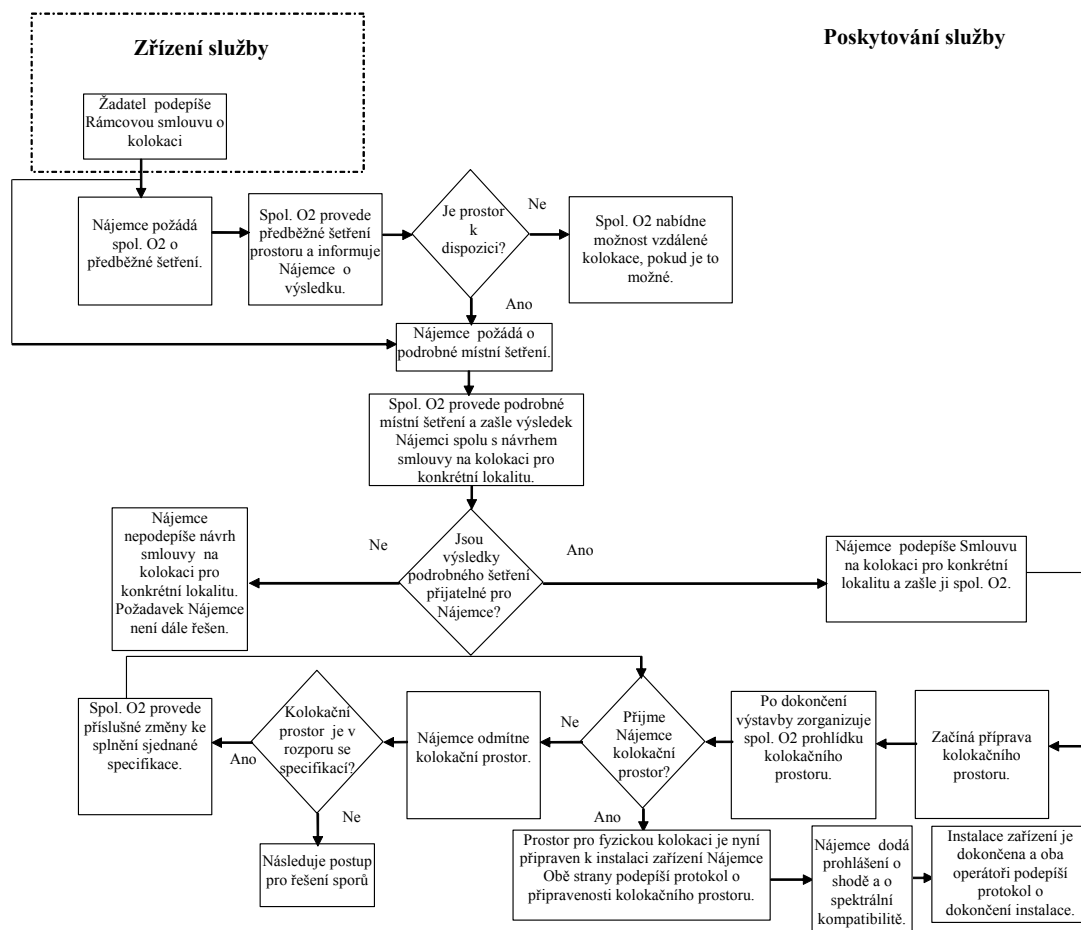 Zřízení služby
Poskytování služby
Žadatel podepíše
Rámcovou smlouvu o
kolokaci
Nájemce požádá
spol. O2 o
předběžné šetření.
Spol. O2 provede
předběžné šetření
prostoru a informuje
Nájemce o
výsledku.
Je prostor
k
dispozici?
Ne
Spol. O2 nabídne
možnost vzdálené
kolokace, pokud je to
možné.
Ano
Nájemce požádá o
podrobné místní šetření.
Spol. O2 provede podrobné
místní šetření a zašle výsledek
Nájemci spolu s návrhem
smlouvy na kolokaci pro
konkrétní lokalitu.
Jsou
výsledky
podrobného šetření
přijatelné pro
Nájemce?
Ne
Nájemce
nepodepíše návrh
smlouvy na
kolokaci pro
konkrétní lokalitu.
Požadavek Nájemce
není dále řešen.
Ano
Nájemce podepíše Smlouvu
na kolokaci pro konkrétní
lokalitu a zašle ji spol. O2.
Začíná příprava
kolokačního
prostoru.
Po dokončení
výstavby zorganizuje
spol. O2 prohlídku
kolokačního
prostoru.
Přijme
Nájemce
kolokační
prostor?
Ne
Nájemce odmítne
kolokační prostor.
Kolokační
prostor je v
rozporu se
specifikací?
Ano
Spol. O2 provede
příslušné změny ke
splnění sjednané
specifikace.
Ne
Následuje postup
pro řešení sporů
Ano
Prostor pro fyzickou kolokaci je nyní
připraven k instalaci zařízení Nájemce
Obě strany podepíší protokol o
připravenosti kolokačního prostoru.
Nájemce dodá
prohlášení o
shodě a o
spektrální
kompatibilitě.
Instalace zařízení je
dokončena a oba
operátoři podepíší
protokol o
dokončení instalace.